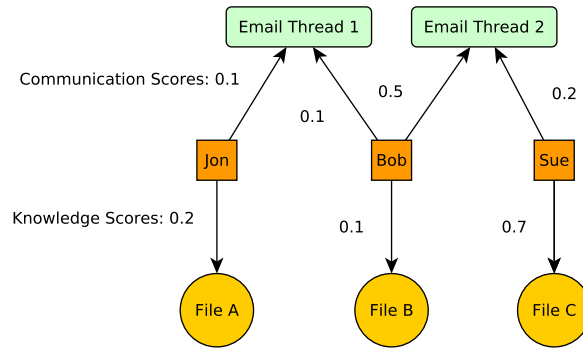 Email Thread 1
Email Thread 2
Communication Scores: 0.1
0.5
0.2
0.1
Jon
Bob
Sue
Knowledge Scores: 0.2
0.1
0.7
File A
File B
File C